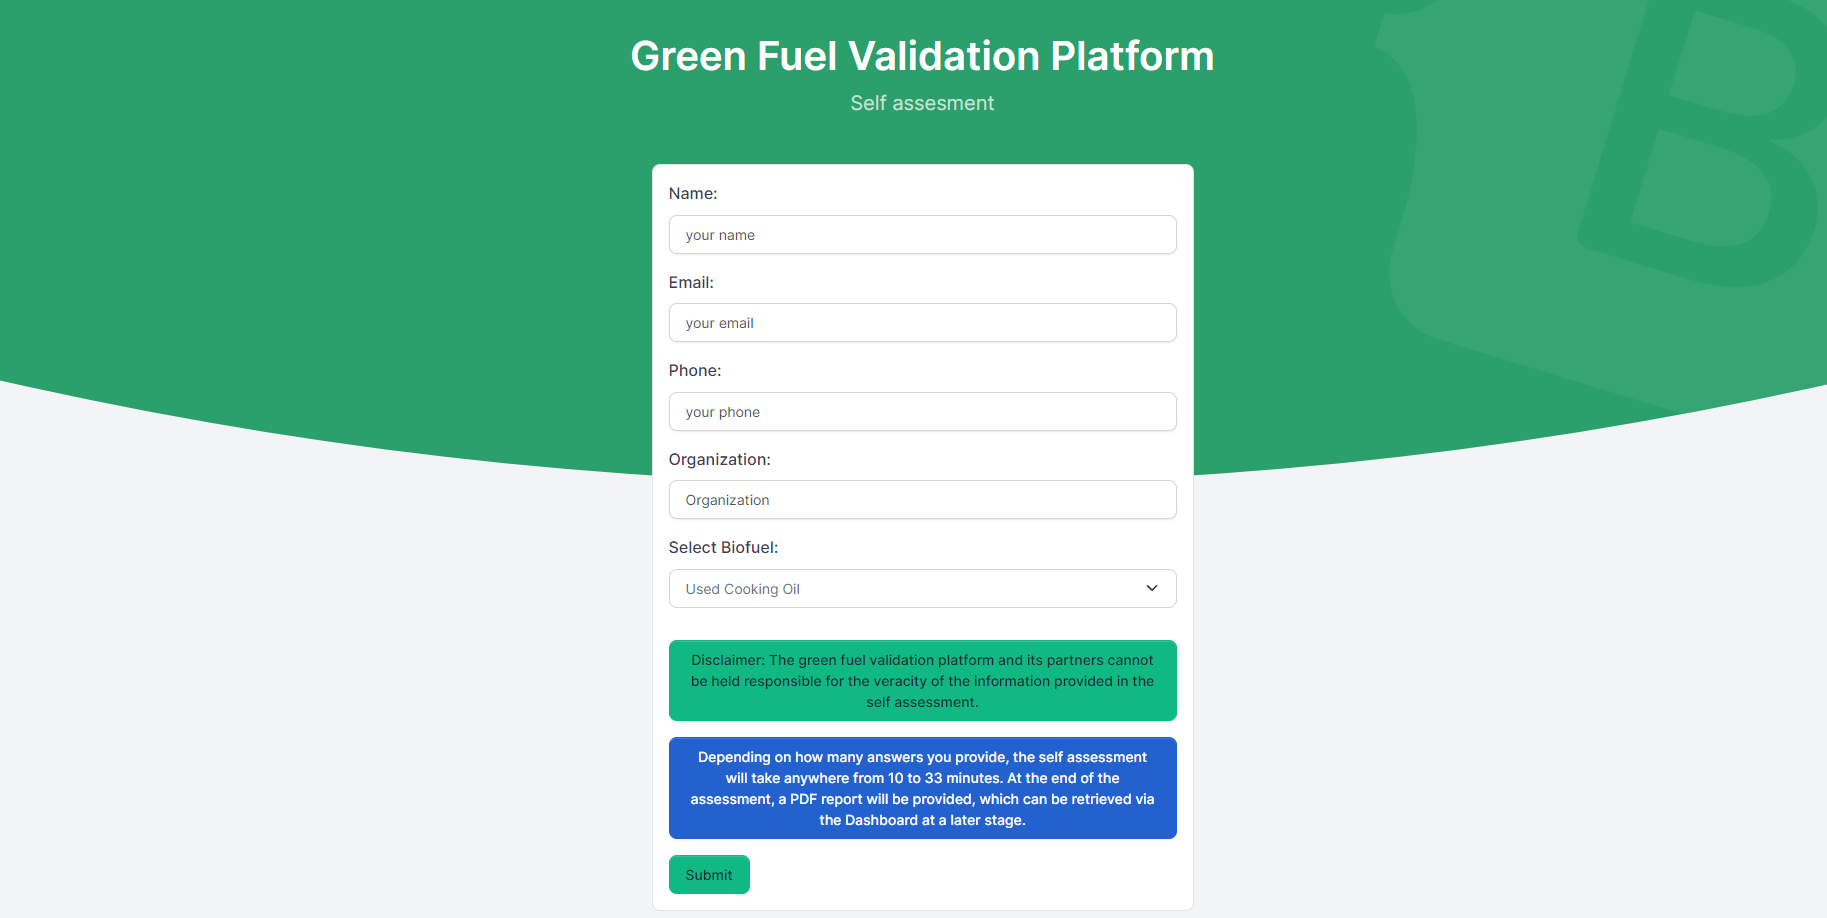 Green Fuel Validation Platform
Self assesment
Name:
your name
Email:
your email
Phone:
your phone
Organization:
Organization
Select Biofuel:
Used Cooking Oil
Disclaimer: The green fuel validation platform and its partners cannot
be held responsible for the veracity of the information provided in the
self assessment.
Depending on how many answers you provide, the self assessment
will take anywhere from 10 to 33 minutes. At the end of the
assessment, a PDF report will be provided, which can be retrieved via
the Dashboard at a later stage.
Submit
B